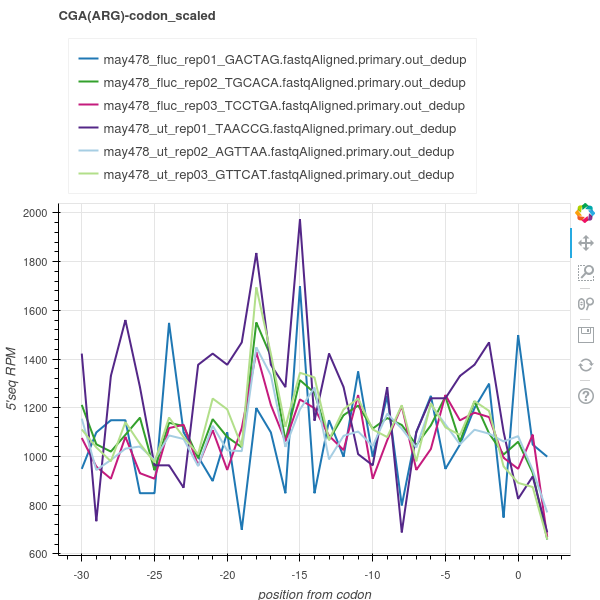 CGA(ARG)-codon_scaled
may478_fluc_rep01_GACTAG.fastqAligned.primary.out_dedup
may478_fluc_rep02_TGCACA.fastqAligned.primary.out_dedup
may478_fluc_rep03_TCCTGA.fastqAligned.primary.out_dedup
may478_ut_rep01_TAACCG.fastqAligned.primary.out_dedup
may478_ut_rep02_AGTTAA.fastqAligned.primary.out_dedup
may478_ut_rep03_GTTCAT.fastqAligned.primary.out_dedup
2000
1800
1600
1400
1200
1000
800
600
5'seq RPM
-30 -25 -20 -15 -10 -5 0
position from codon